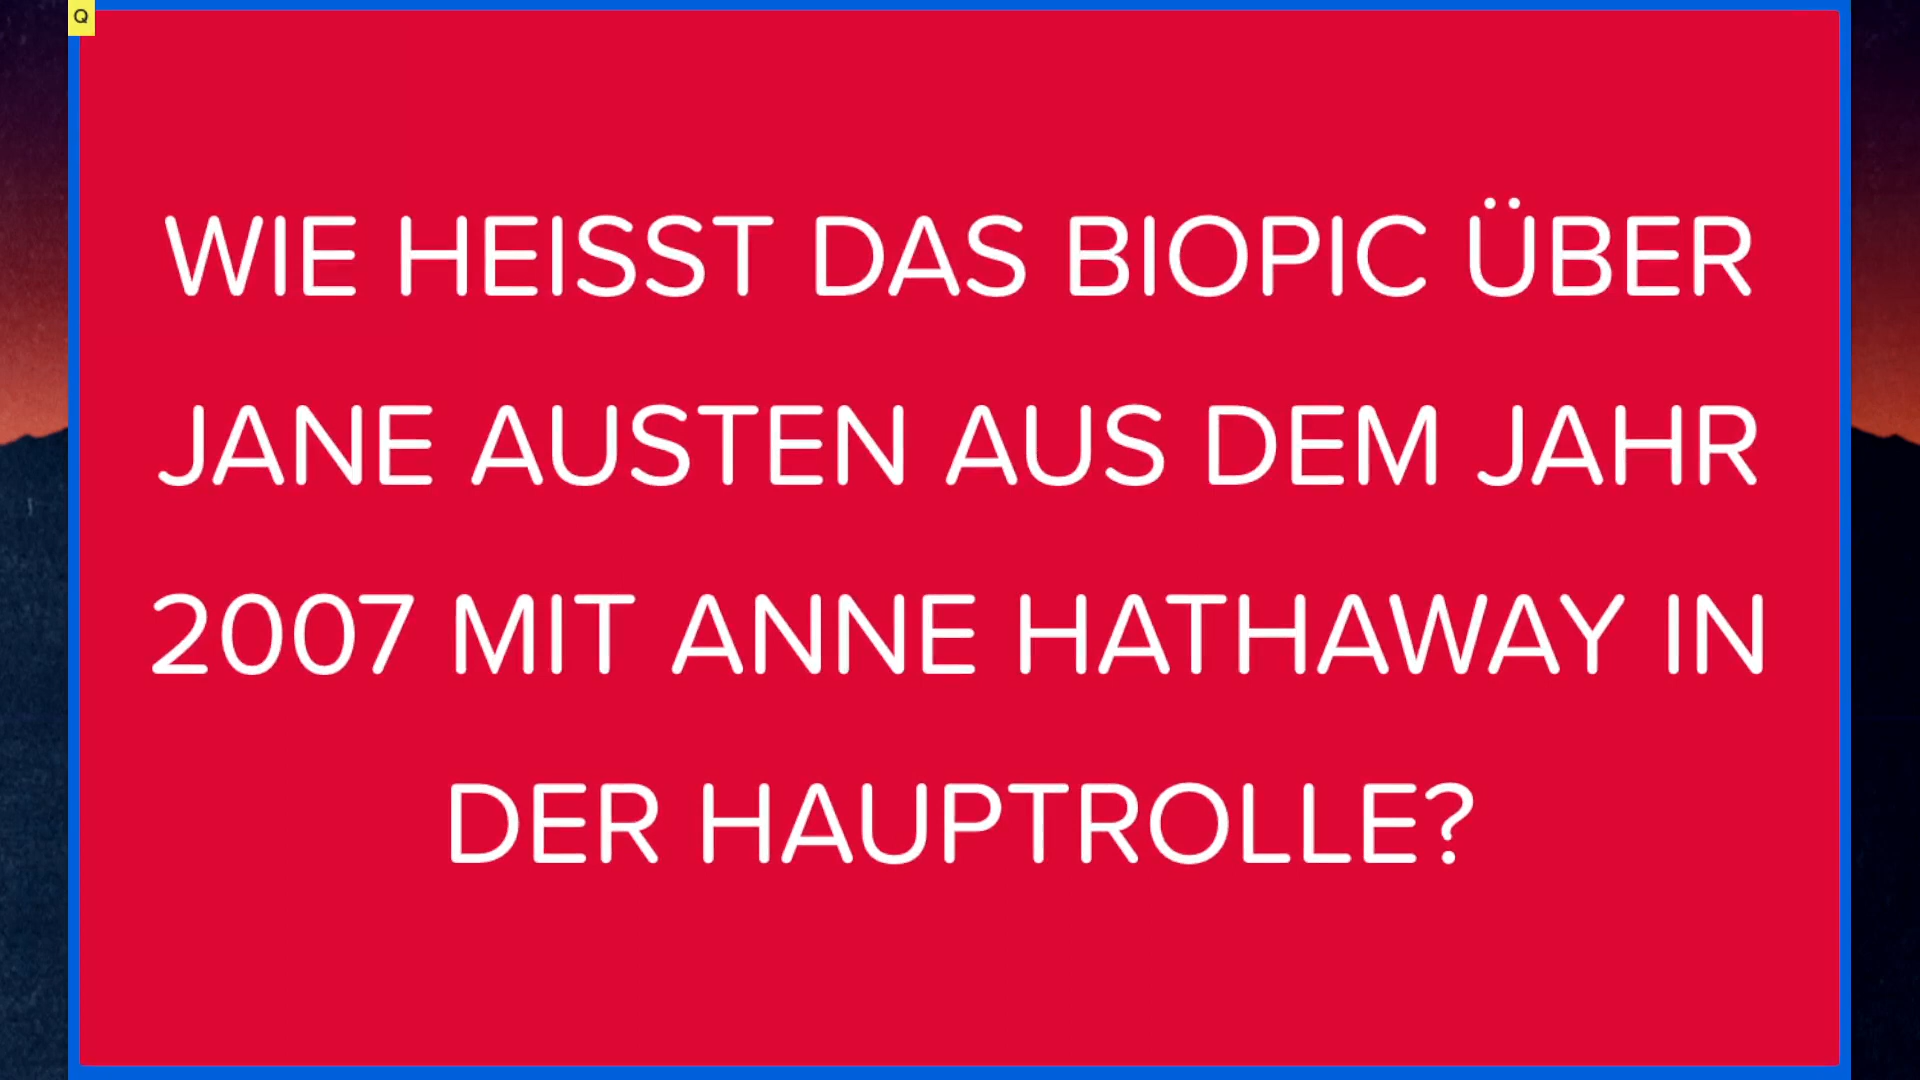 Q
WIE HEISST DAS BIOPIC ÜBER
JANE AUSTEN AUS DEM JAHR
2007 MIT ANNE HATHAWAY IN
DER HAUPTROLLE?